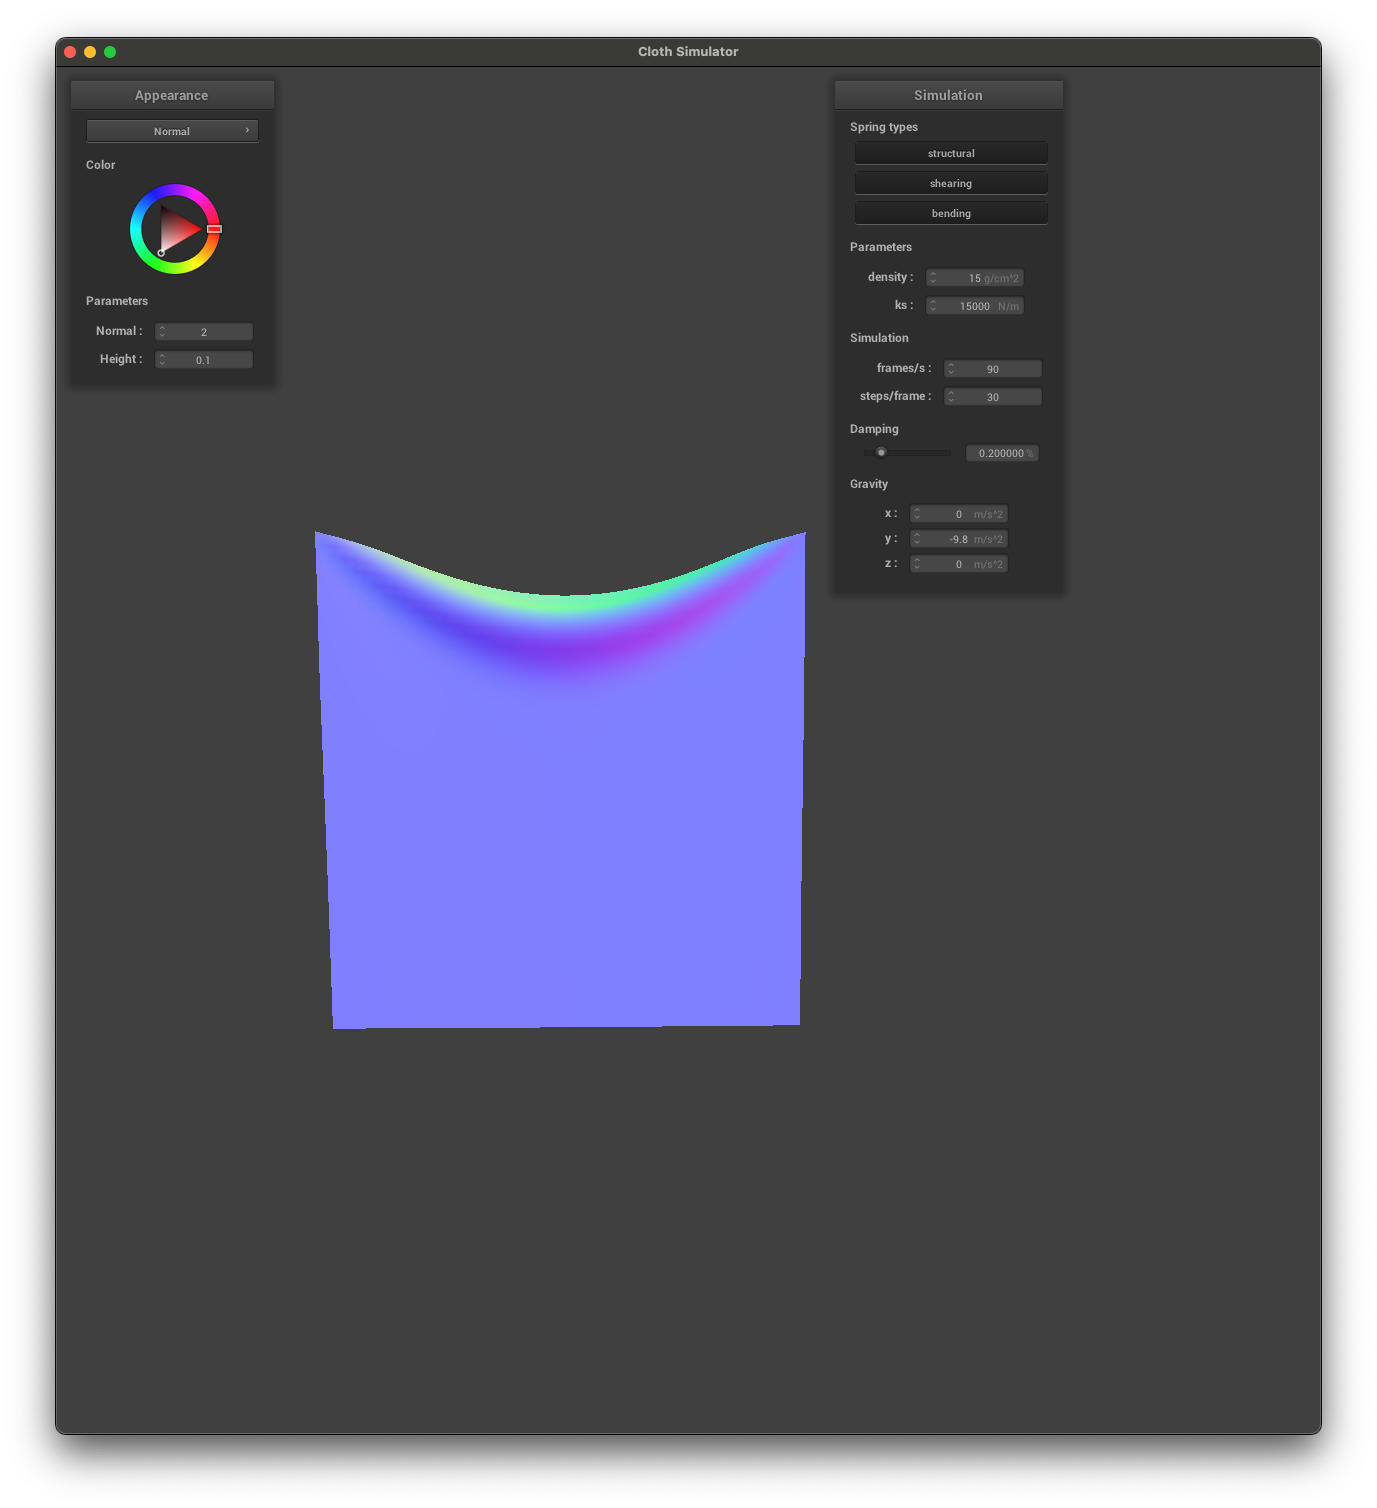 Cloth Simulator
Appearance
Normal ›
Color
Parameters
Normal : 2
Height : 0.1
Simulation
Spring types
structural
shearing
bending
Parameters
density : 15 g/cm^2
ks : 15000 N/m
Simulation
frames/s : 90
steps/frame : 30
Damping
0.200000 %
Gravity
x : 0 m/s^2
y : -9.8 m/s^2
z : 0 m/s^2